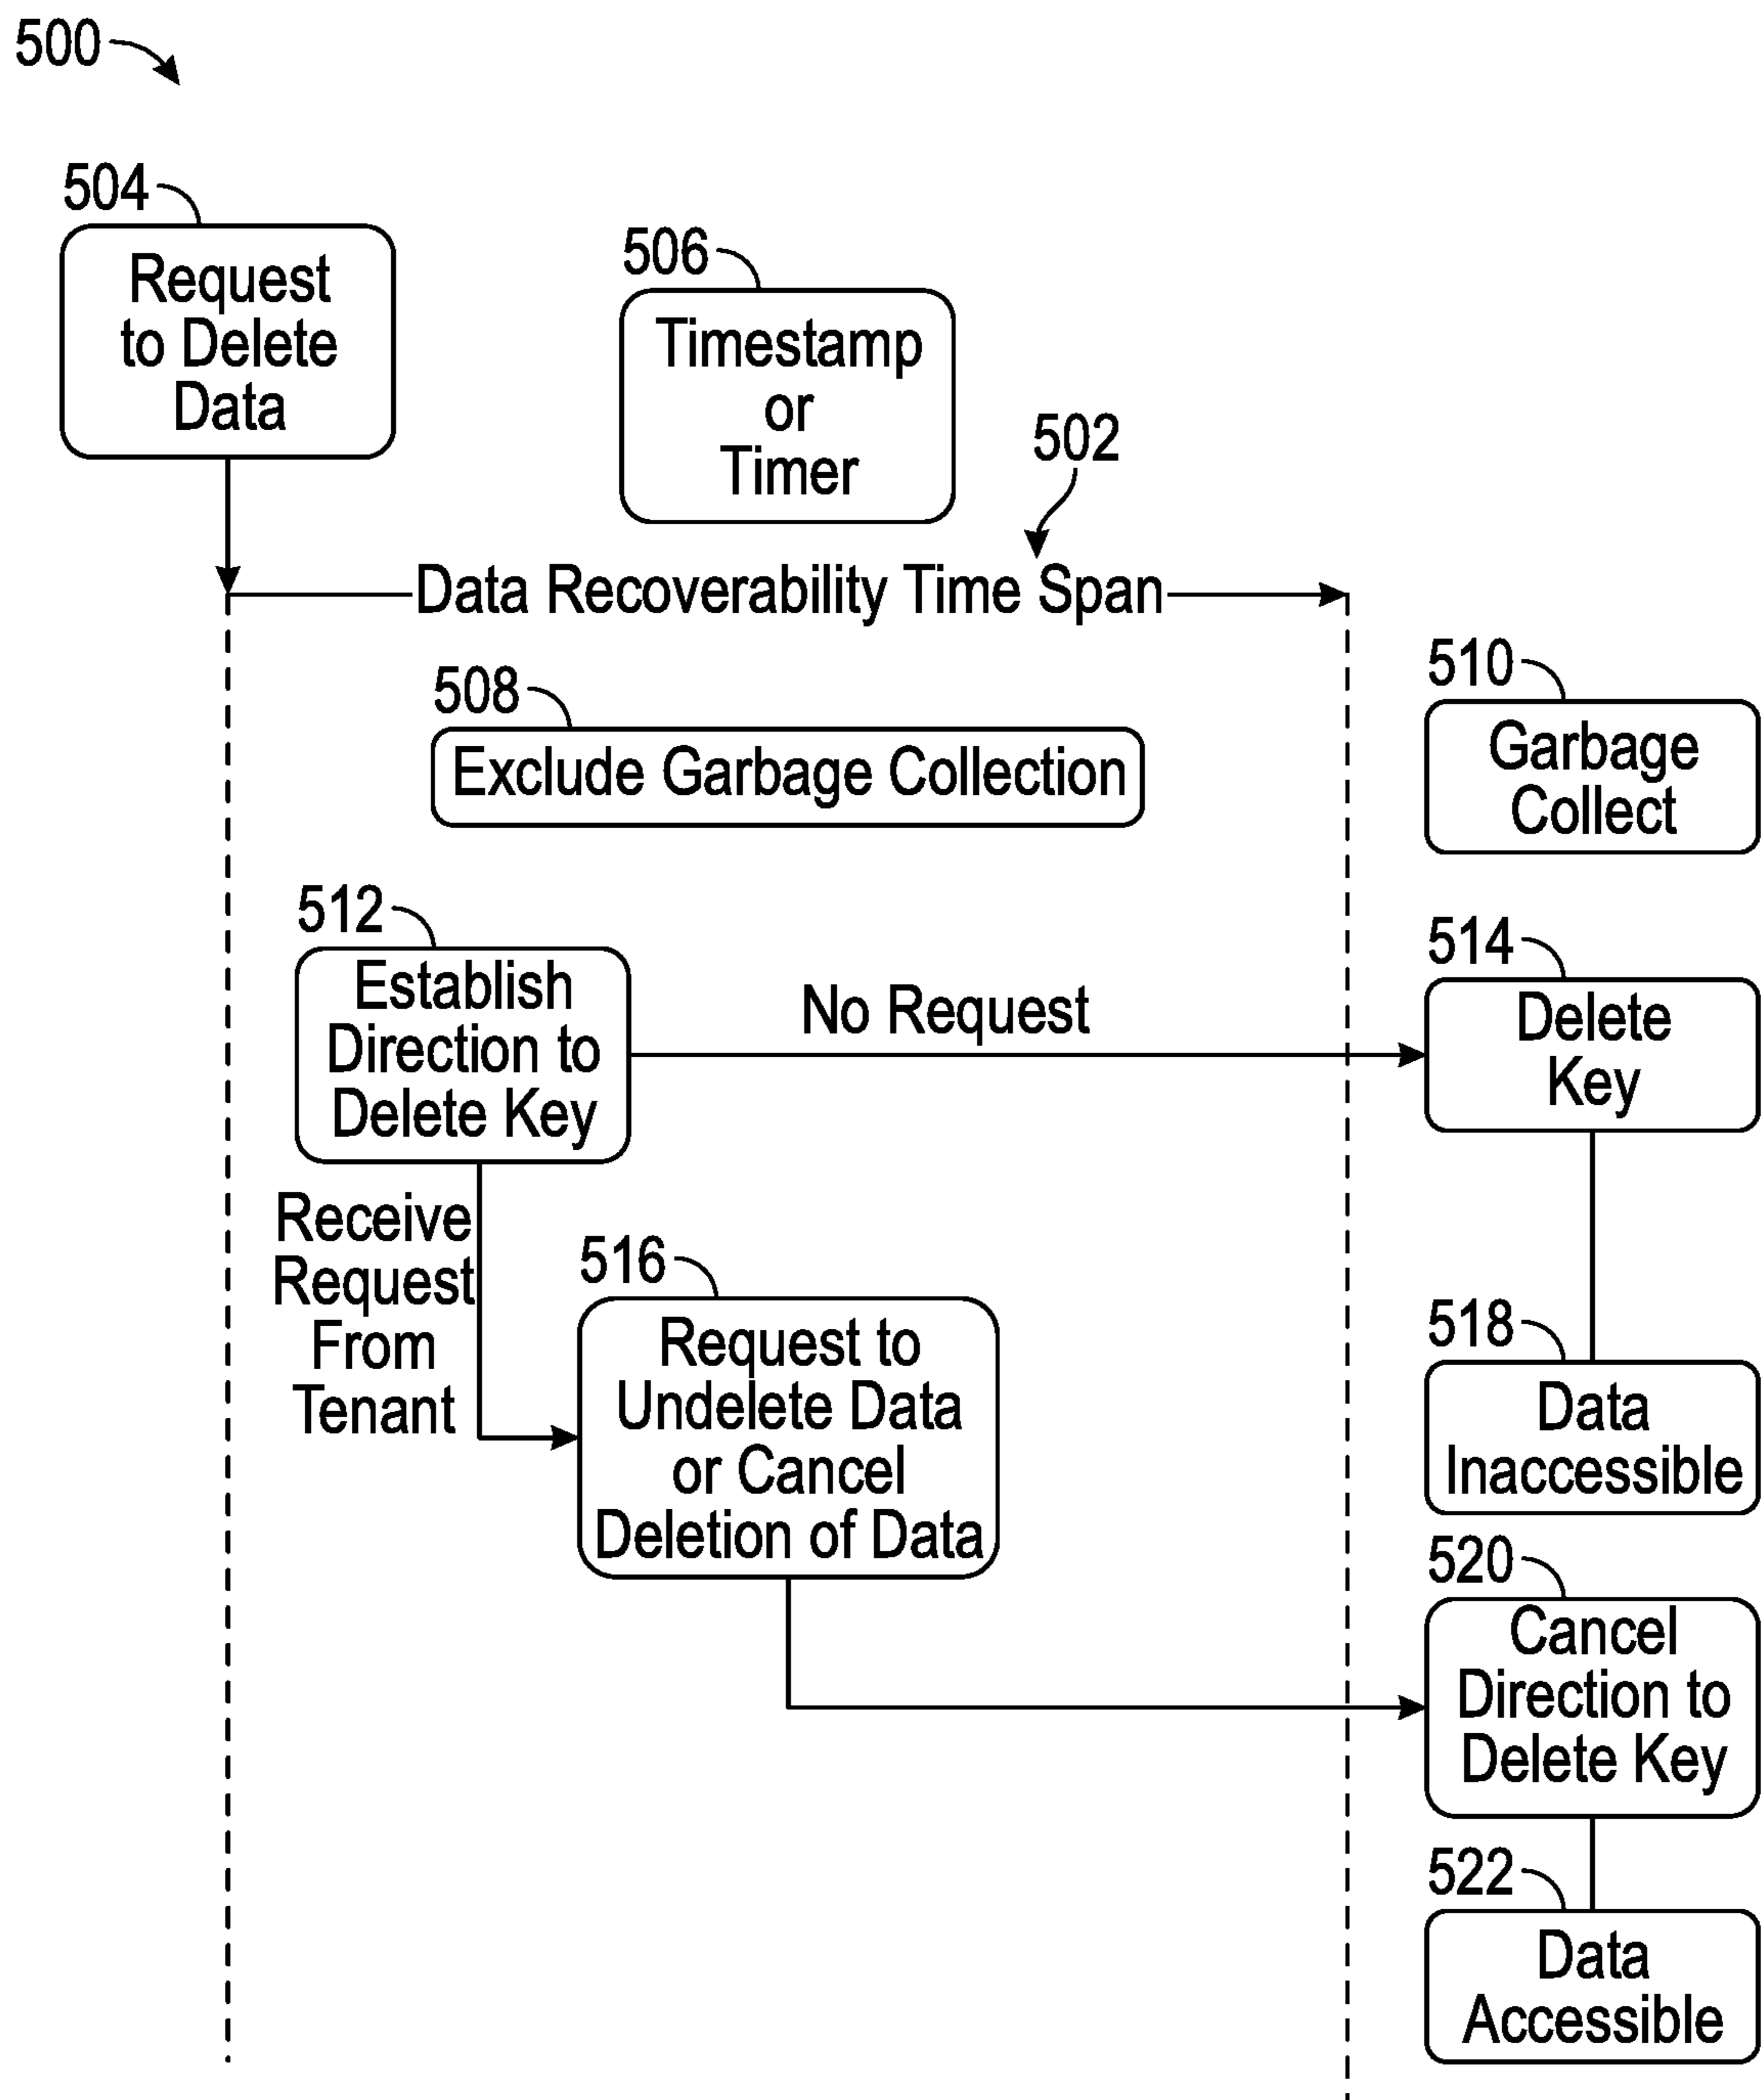 500
504
Request
to Delete
Data
506
Timestamp
or
Timer
502
Data Recoverability Time Span
508
Exclude Garbage Collection
510
Garbage
Collect
512
Establish
Direction to
Delete Key
No Request
514
Delete
Key
Receive
Request
From
Tenant
516
Request to
Undelete Data
or Cancel
Deletion of Data
518
Data
Inaccessible
520
Cancel
Direction to
Delete Key
522
Data
Accessible